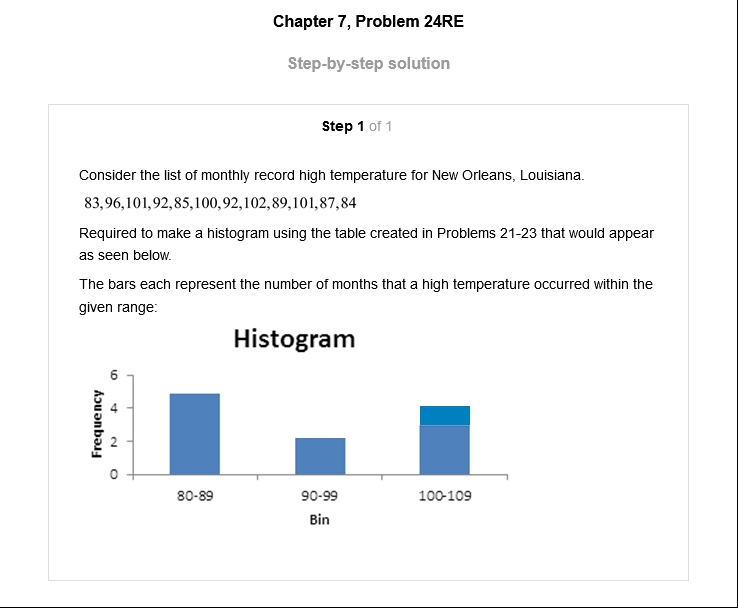 Chapter 7, Problem 24RE
Step-by-step solution
Step 1 of 1
Consider the list of monthly record high temperature for New Orleans, Louisiana.
83,96,101,92,85,100,92,102,89,101,87,84
Required to make a histogram using the table created in Problems 21-23 that would appear
as seen below.
The bars each represent the number of months that a high temperature occurred within the
given range:
Histogram
6
4
2
0
Frequency
80-89
90-99
100-109
Bin